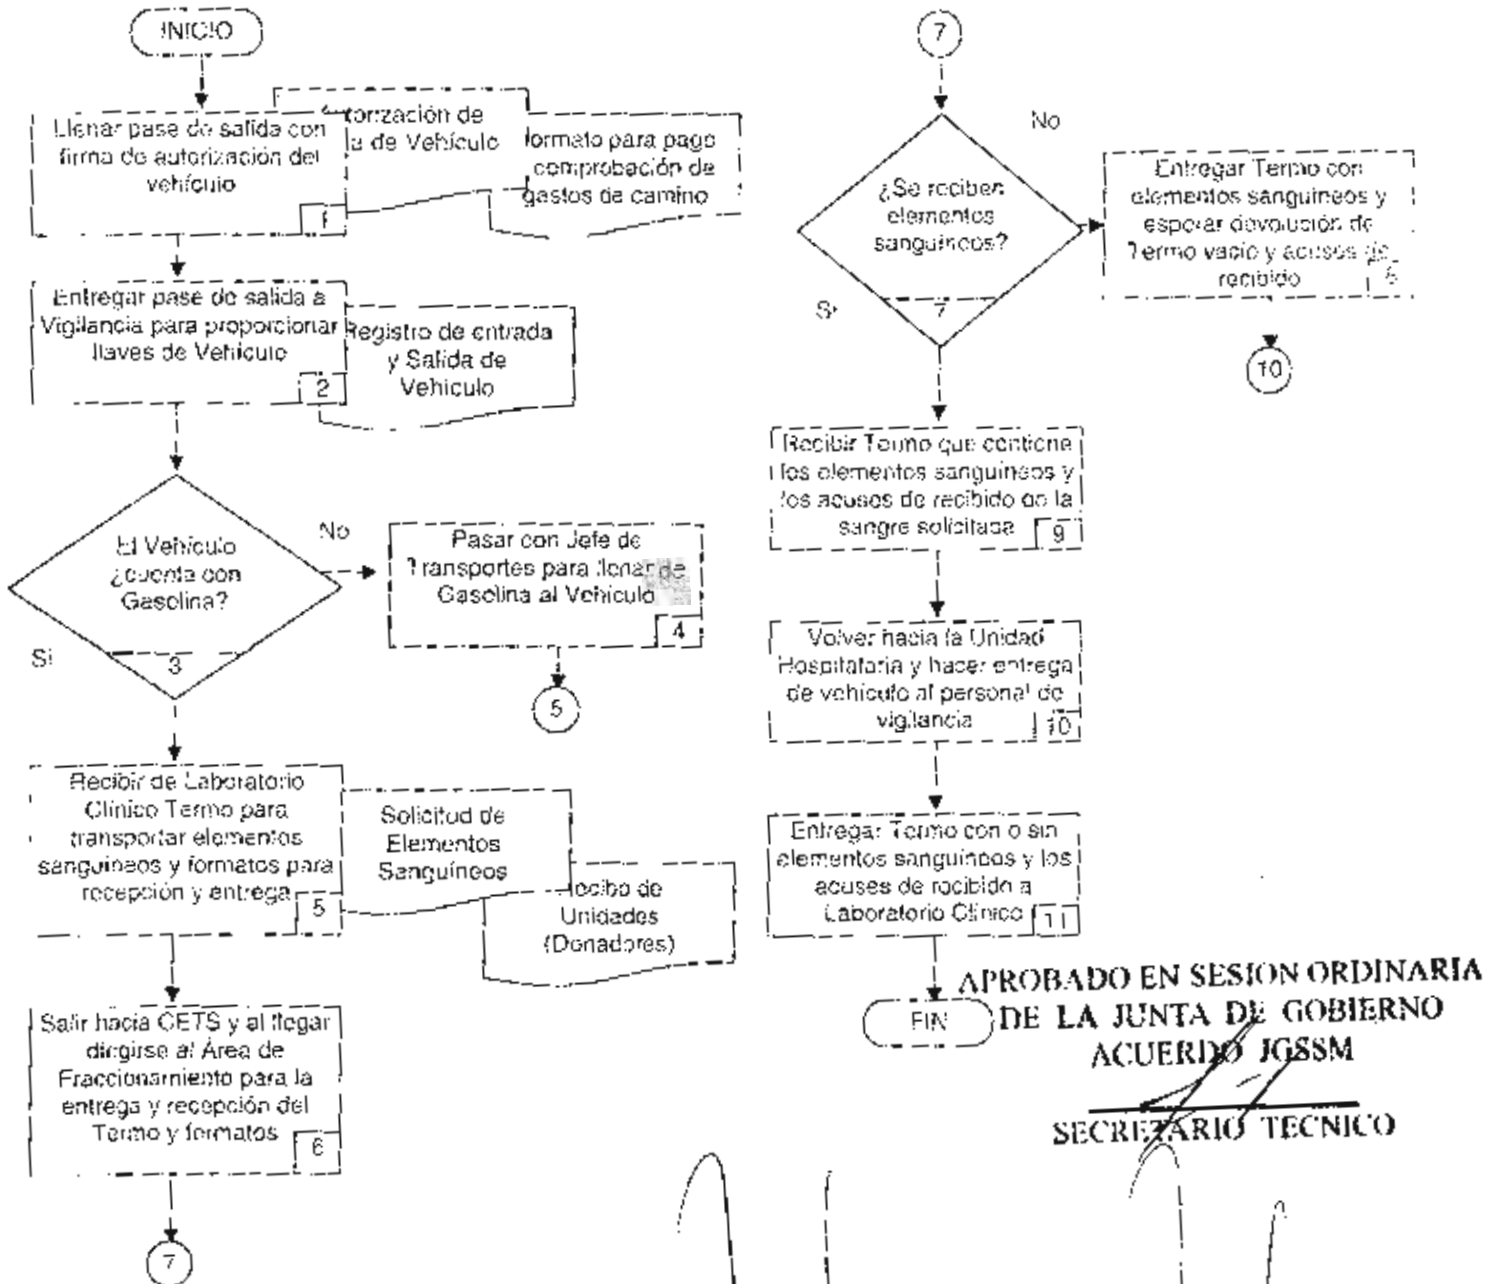 INICIO
Llenar pase de salida con
firma de autorización del
vehículo
1
torización de
a de Vehículo
formato para pago
comprobación de
gastos de camino
Entregar pase de salida a
Vigilancia para proporcionar
llaves de Vehículo
2
Registro de entrada
y Salida de
Vehículo
El Vehículo
¿cuenta con
Gasolina?
3
No
Si
Pasar con Jefe de
Transportes para llenar de
Gasolina al Vehículo
4
5
Recibir de Laboratorio
Clínico Termo para
transportar elementos
sanguíneos y formatos para
recepción y entrega
5
Solicitud de
Elementos
Sanguíneos
Recibo de
Unidades
(Donadores)
Salir hacia CETS y al llegar
dirigirse al Área de
Fraccionamiento para la
entrega y recepción del
Termo y formatos
6
7
7
¿Se reciben
elementos
sanguíneos?
7
No
Si
Entregar Termo con
elementos sanguíneos y
esperar devolución de
Termo vacío y acuses de
recibido
10
Recibir Termo que contiene
los elementos sanguíneos y
los acuses de recibido de la
sangre solicitada
9
Volver hacia la Unidad
Hospitalaria y hacer entrega
de vehículo al personal de
vigilancia
10
Entregar Termo con o sin
elementos sanguíneos y los
acuses de recibido a
Laboratorio Clínico
11
FIN
APROBADO EN SESION ORDINARIA
DE LA JUNTA DE GOBIERNO
ACUERDO JGSSM
SECRETARIO TECNICO